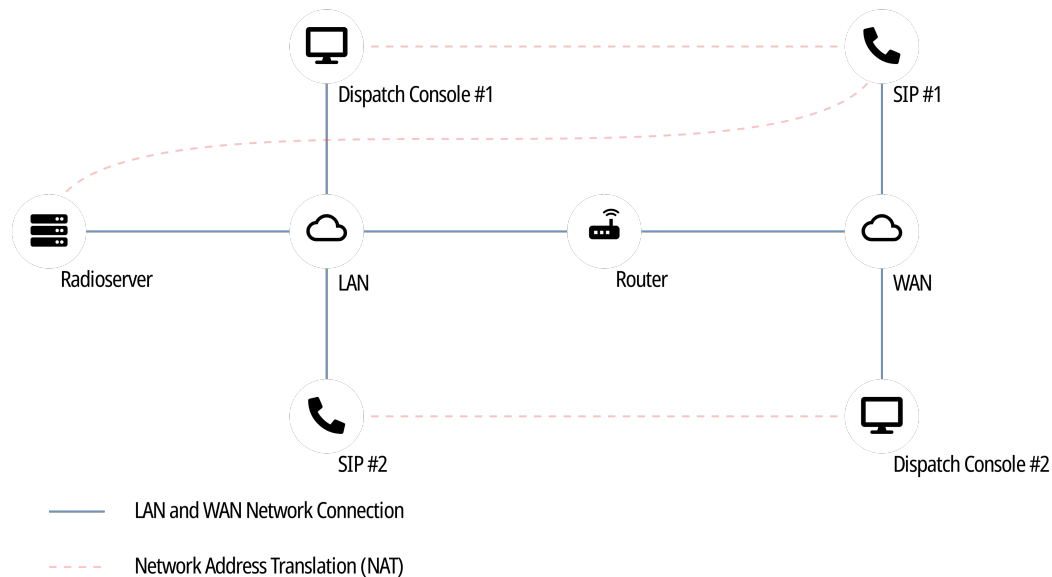 Dispatch Console #1
SIP #1
Radioserver
LAN
Router
WAN
SIP #2
Dispatch Console #2
LAN and WAN Network Connection
Network Address Translation (NAT)